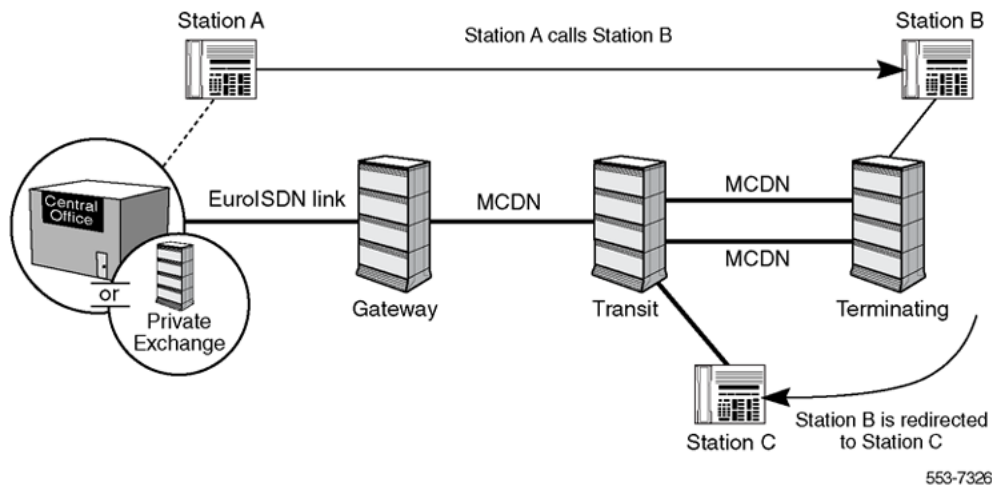 Station A
Station A calls Station B
Station B
Central
Office
EuroISDN link
MCDN
MCDN
MCDN
or
Private
Exchange
Gateway
Transit
Terminating
Station C
Station B is redirected
to Station C
553-7326